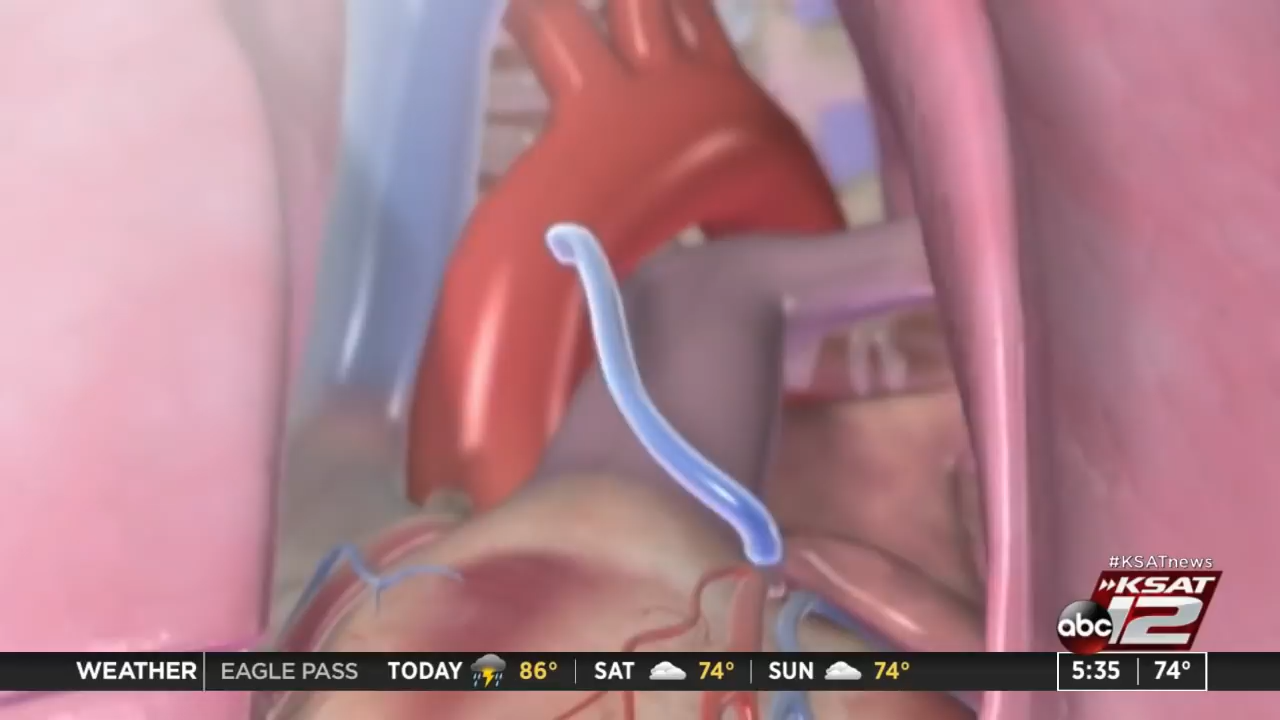 #KSATnews
KSAT
abc 12
WEATHER EAGLE PASS TODAY 86° SAT 74° SUN 74° 5:35 74°